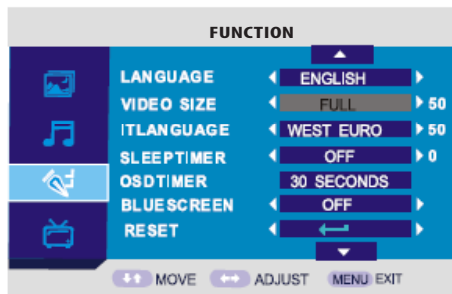 FUNCTION
LANGUAGE ENGLISH
VIDEO SIZE FULL 50
ITLANGUAGE WEST EURO 50
SLEEPTIMER OFF 0
OSDTIMER 30 SECONDS
BLUESCREEN OFF
RESET
MOVE ADJUST MENU EXIT